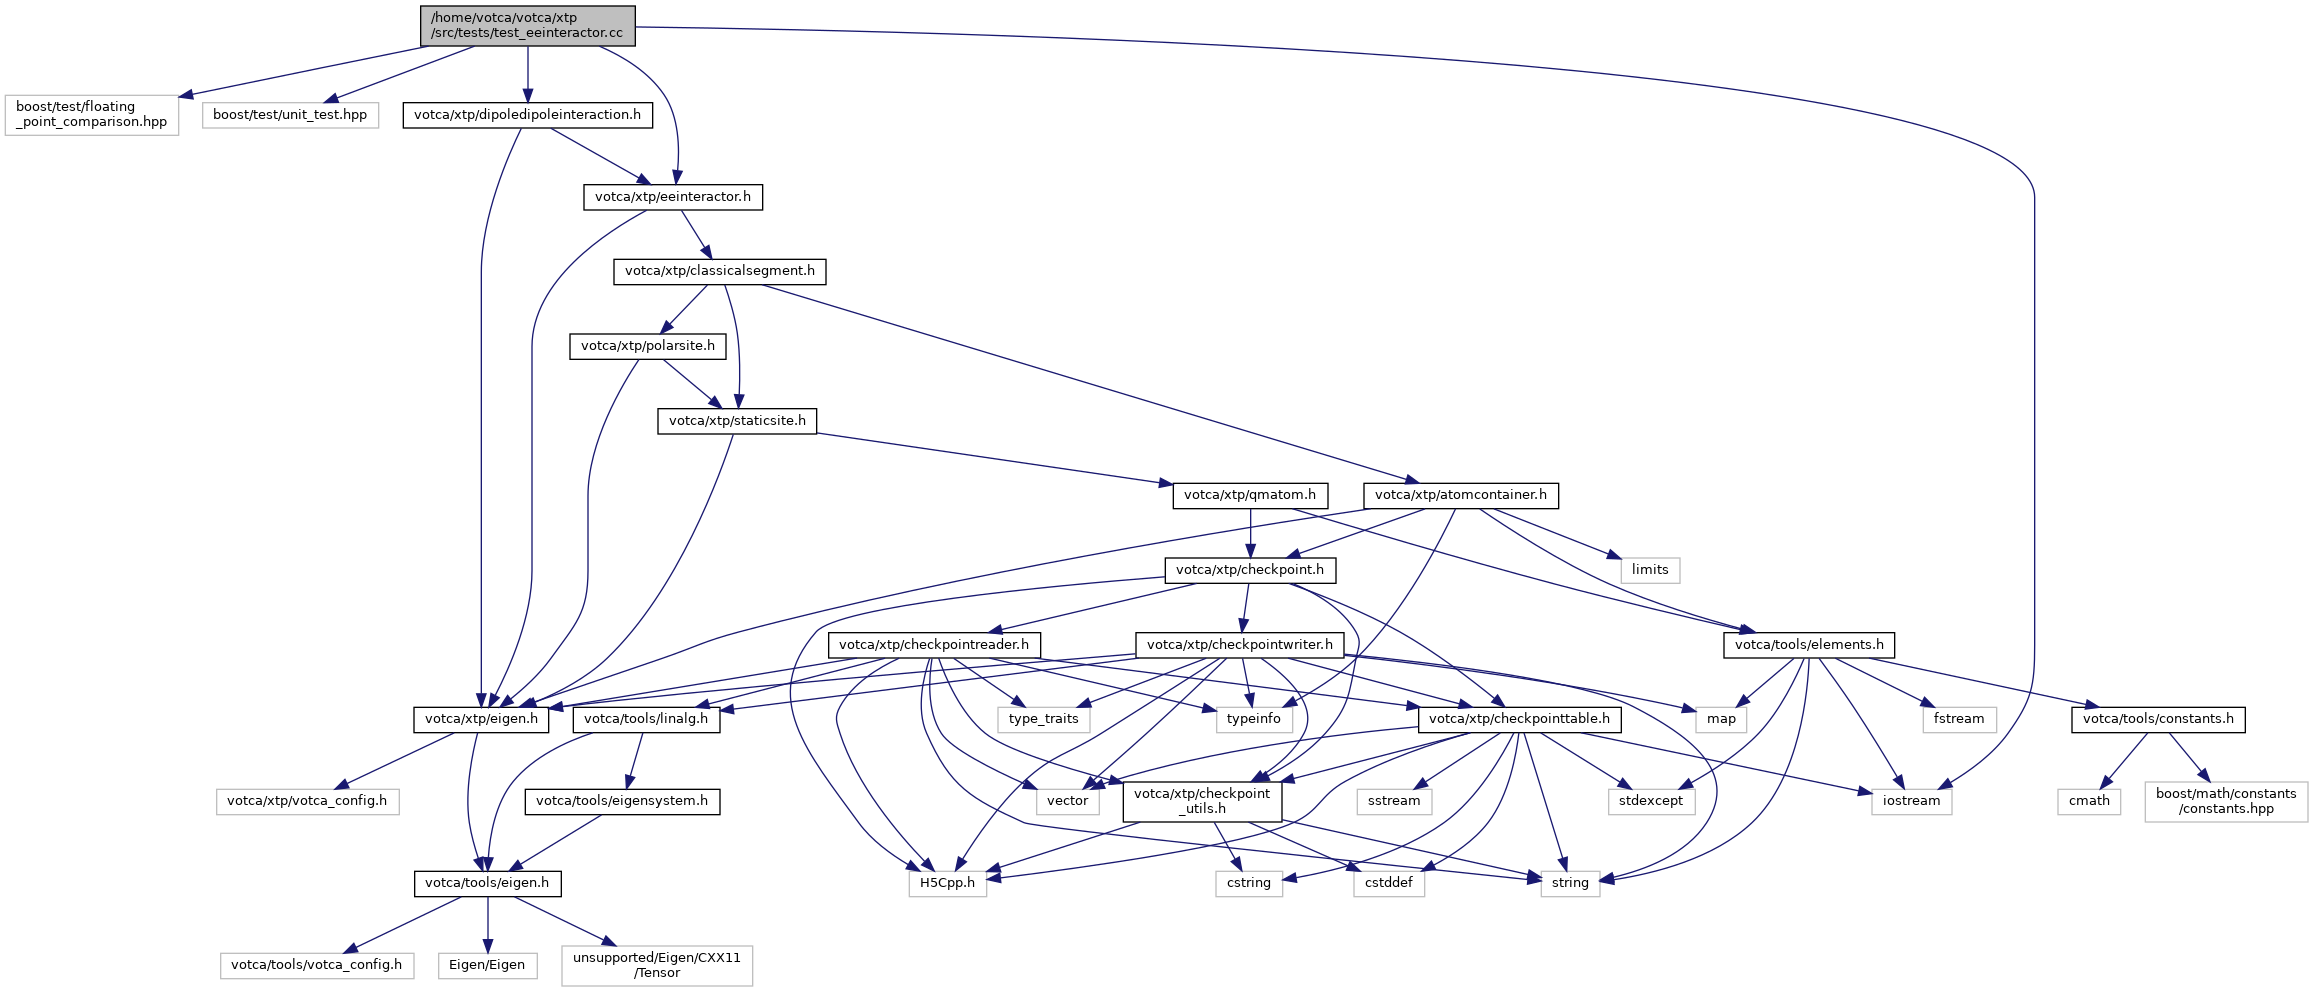 /home/votca/votca/xtp
/src/tests/test_eeinteractor.cc
boost/test/floating
_point_comparison.hpp
boost/test/unit_test.hpp
votca/xtp/dipoledipoleinteraction.h
votca/xtp/eeinteractor.h
votca/xtp/classicalsegment.h
votca/xtp/polarsite.h
votca/xtp/staticsite.h
votca/xtp/qmatom.h
votca/xtp/atomcontainer.h
votca/xtp/checkpoint.h
limits
votca/xtp/checkpointreader.h
votca/xtp/checkpointwriter.h
votca/tools/elements.h
votca/xtp/eigen.h
votca/tools/linalg.h
type_traits
typeinfo
votca/xtp/checkpointtable.h
map
fstream
votca/tools/constants.h
votca/xtp/votca_config.h
votca/tools/eigensystem.h
vector
votca/xtp/checkpoint
_utils.h
sstream
stdexcept
iostream
cmath
boost/math/constants
/constants.hpp
votca/tools/eigen.h
H5Cpp.h
cstring
cstddef
string
votca/tools/votca_config.h
Eigen/Eigen
unsupported/Eigen/CXX11
/Tensor